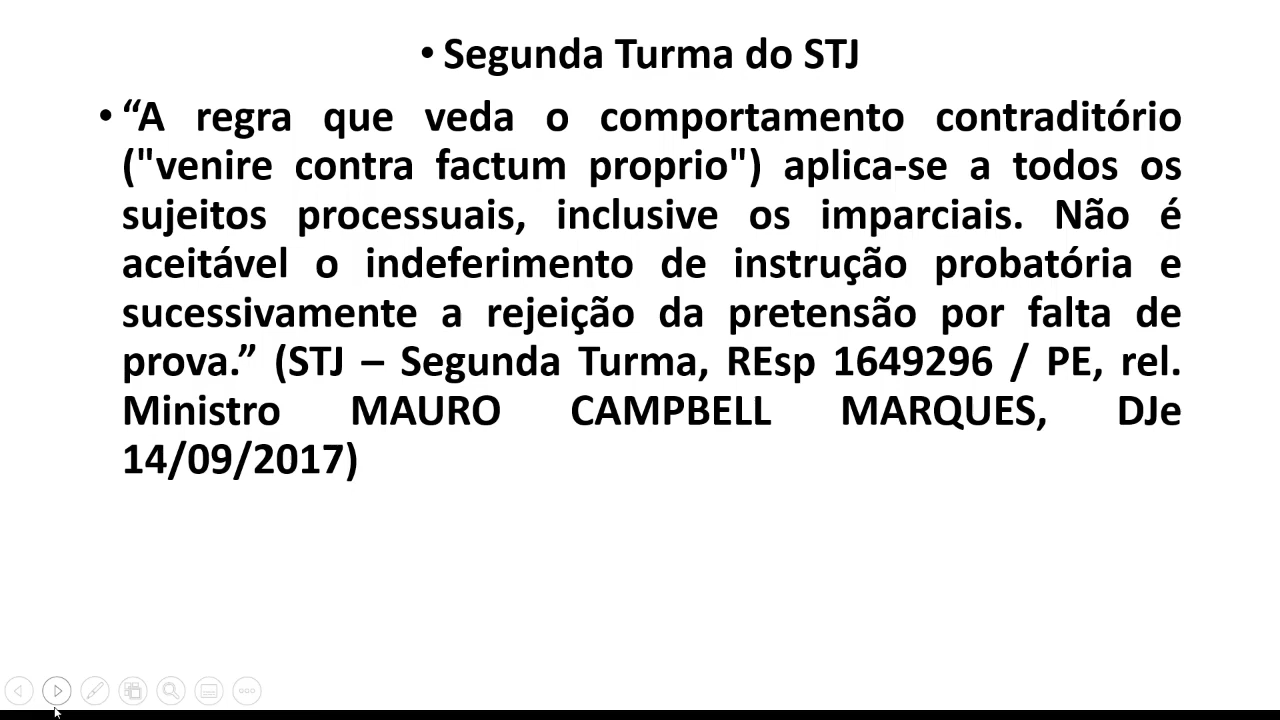 • Segunda Turma do STJ
• “A regra que veda o comportamento contraditório
("venire contra factum proprio") aplica-se a todos os
sujeitos processuais, inclusive os imparciais. Não é
aceitável o indeferimento de instrução probatória e
sucessivamente a rejeição da pretensão por falta de
prova.” (STJ – Segunda Turma, REsp 1649296 / PE, rel.
Ministro MAURO CAMPBELL MARQUES, DJe
14/09/2017)